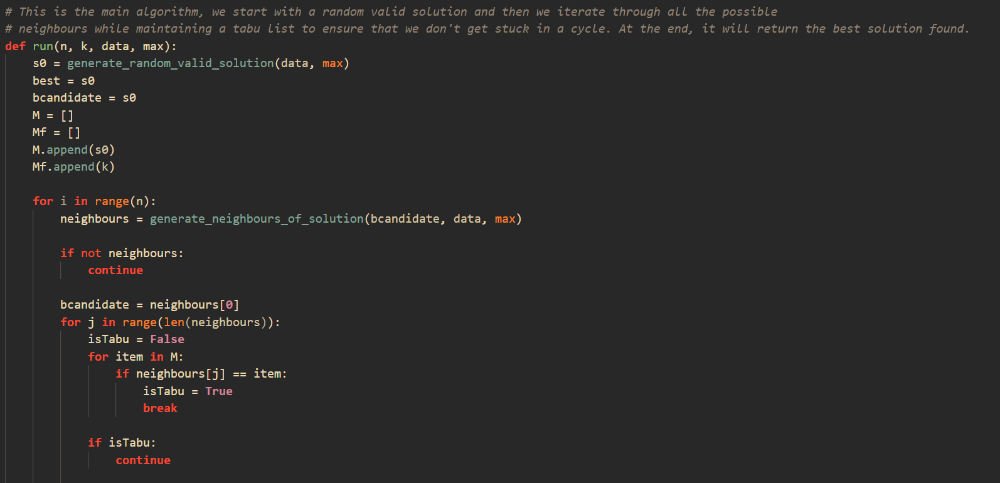 # This is the main algorithm, we start with a random valid solution and then we iterate through all the possible
# neighbours while maintaining a tabu list to ensure that we don't get stuck in a cycle. At the end, it will return the best solution found.
def run(n, k, data, max):
    s0 = generate_random_valid_solution(data, max)
    best = s0
    bcandidate = s0
    M = []
    Mf = []
    M.append(s0)
    Mf.append(k)

    for i in range(n):
        neighbours = generate_neighbours_of_solution(bcandidate, data, max)

        if not neighbours:
            continue

        bcandidate = neighbours[0]
        for j in range(len(neighbours)):
            isTabu = False
            for item in M:
                if neighbours[j] == item:
                    isTabu = True
                    break

            if isTabu:
                continue